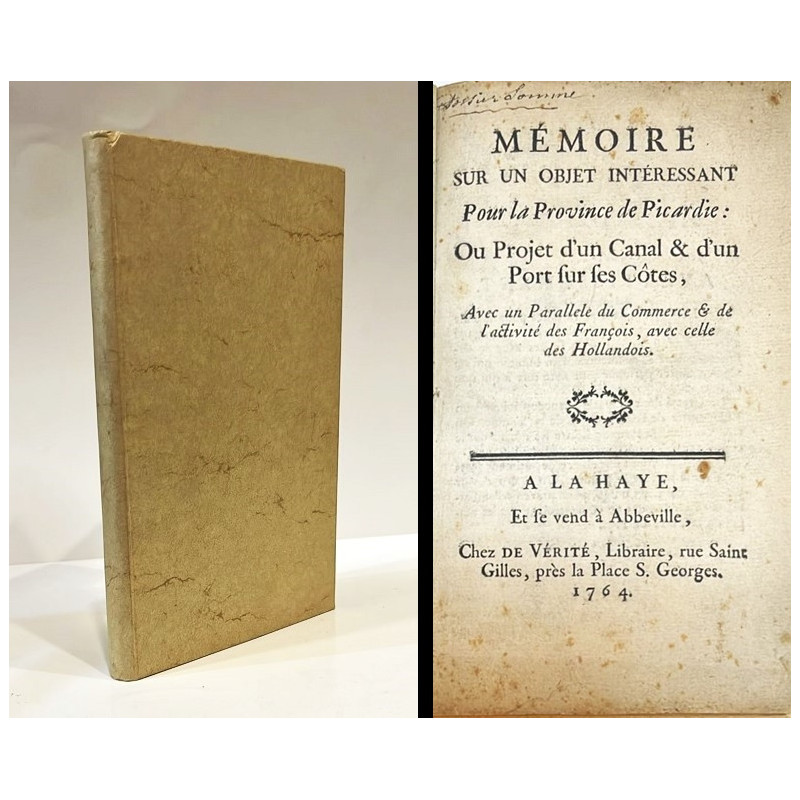 MÉMOIRE
SUR UN OBJET INTÉRESSANT
Pour la Province de Picardie :
Ou Projet d'un Canal & d'un
Port ſur ſes Côtes,
Avec un Parallele du Commerce & de
l'activité des François, avec celle
des Hollandois.
A LA HAYE,
Et ſe vend à Abbeville,
Chez DE VÉRITÉ, Libraire, rue Saint
Gilles, près la Place S. Georges.
1764.